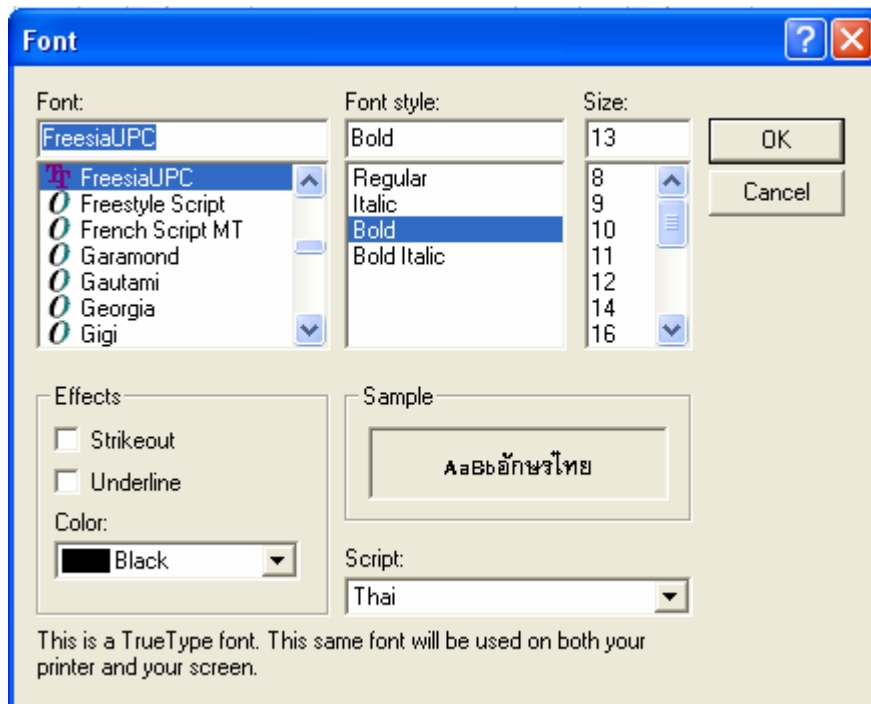 Font
Font:
Font style:
Size:
FreesiaUPC
Bold
13
OK
Cancel
FreesiaUPC
Freestyle Script
French Script MT
Garamond
Gautami
Georgia
Gigi
Regular
Italic
Bold
Bold Italic
8
9
10
11
12
14
16
Effects
Strikeout
Underline
Color:
Black
Sample
AaBbอักษรไทย
Script:
Thai
This is a TrueType font. This same font will be used on both your
printer and your screen.